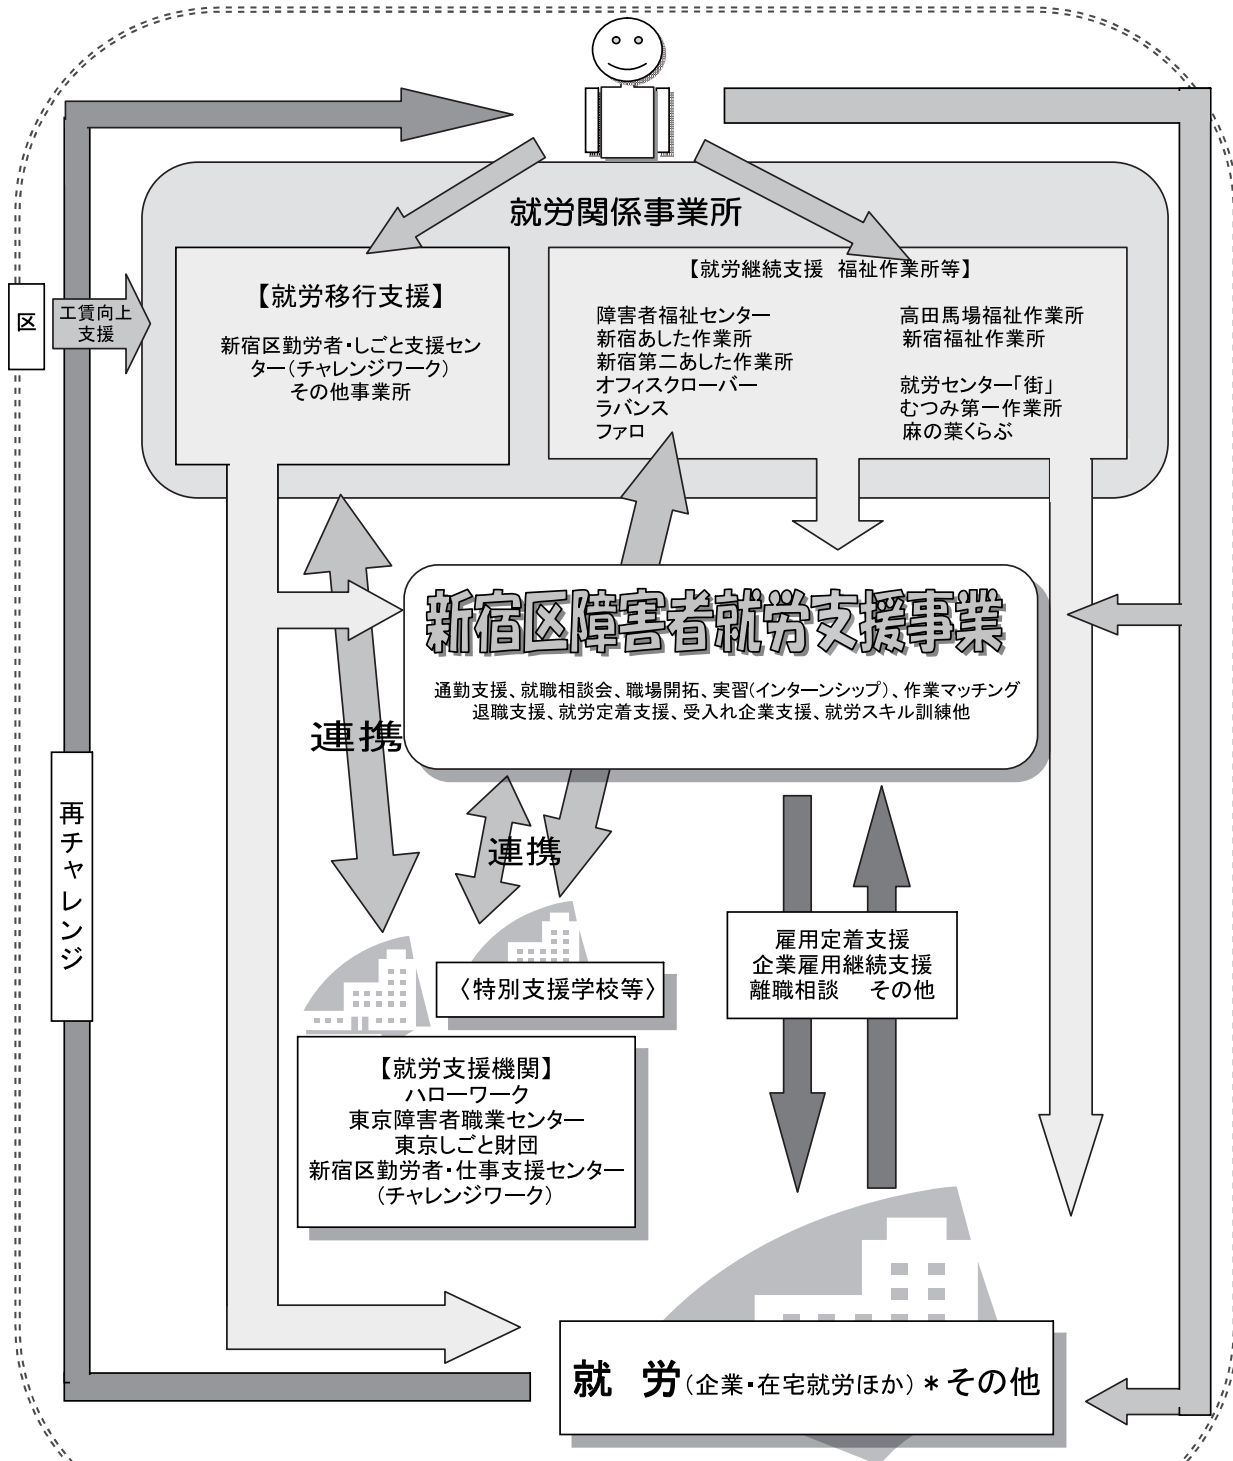 就労関係事業所
区
工賃向上
支援
【就労移行支援】
新宿区勤労者・しごと支援セン
ター(チャレンジワーク)
その他事業所
【就労継続支援　福祉作業所等】
障害者福祉センター
新宿あした作業所
新宿第二あした作業所
オフィスクローバー
ラバンス
ファロ
高田馬場福祉作業所
新宿福祉作業所
就労センター「街」
むつみ第一作業所
麻の葉くらぶ
新宿区障害者就労支援事業
通勤支援、就職相談会、職場開拓、実習(インターンシップ)、作業マッチング
退職支援、就労定着支援、受入れ企業支援、就労スキル訓練他
連携
連携
再チャレンジ
雇用定着支援
企業雇用継続支援
離職相談　その他
〈特別支援学校等〉
【就労支援機関】
ハローワーク
東京障害者職業センター
東京しごと財団
新宿区勤労者・仕事支援センター
(チャレンジワーク)
就　労(企業・在宅就労ほか)＊その他